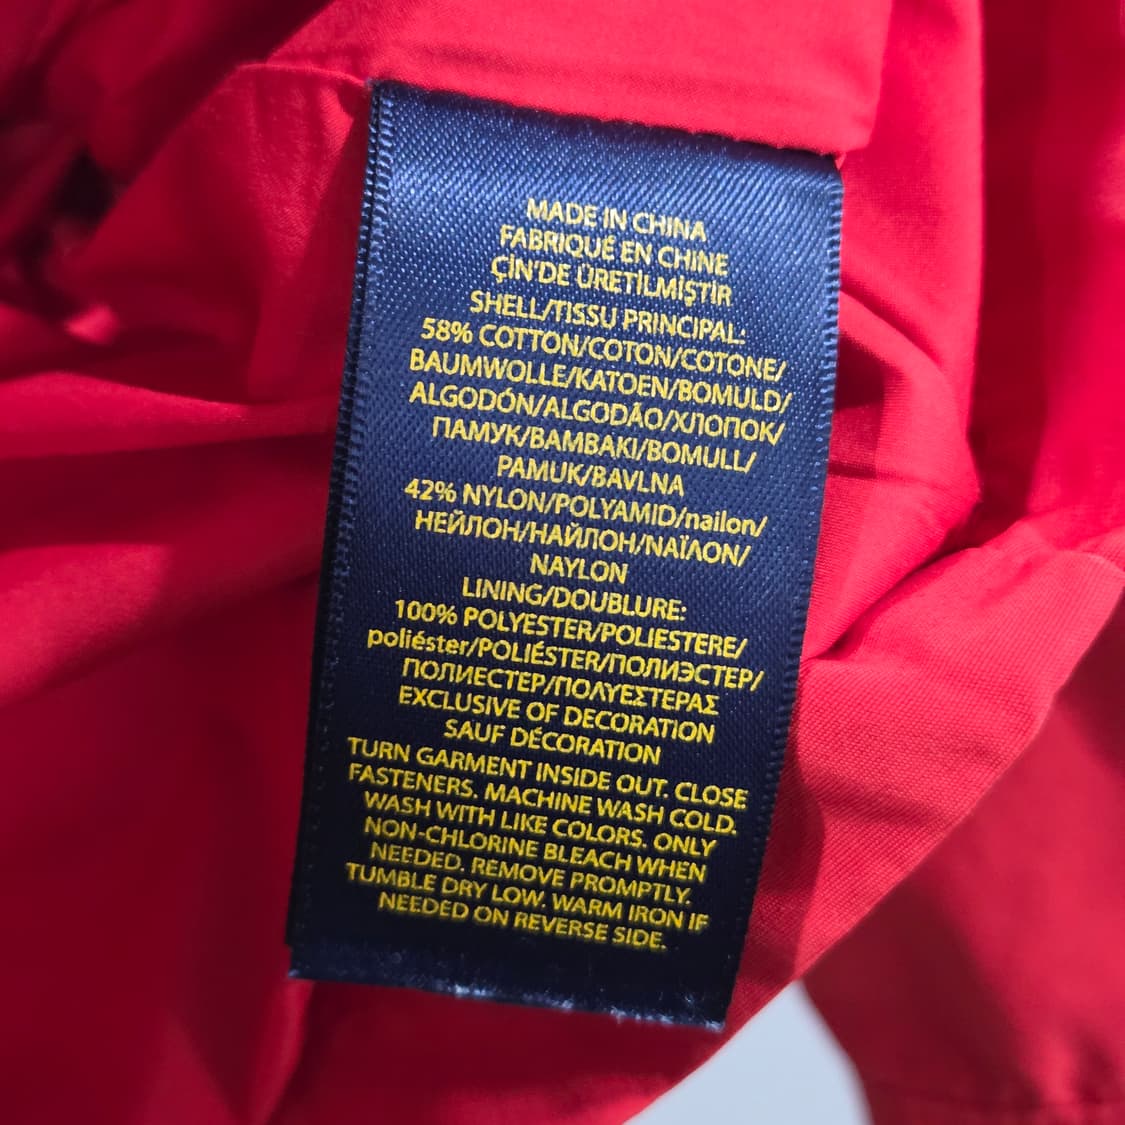 MADE IN CHINA
FABRIQUÉ EN CHINE
ÇİN'DE ÜRETİLMİŞTİR
SHELL/TISSU PRINCIPAL:
58% COTTON/COTON/COTONE/
BAUMWOLLE/KATOEN/BOMULD/
ALGODÓN/ALGODÃO/ХЛОПОК/
ПАМУК/ΒΑΜΒΑΚΙ/BOMULL/
PAMUK/BAVLNA
42% NYLON/POLYAMID/nailon/
НЕЙЛОН/НАЙЛОН/ΝΑΪΛΟΝ/
NAYLON
LINING/DOUBLURE:
100% POLYESTER/POLIESTERE/
poliéster/POLIÉSTER/ПОЛИЭСТЕР/
ПОЛИЕСТЕР/ΠΟΛΥΕΣΤΕΡΑΣ
EXCLUSIVE OF DECORATION
SAUF DÉCORATION
TURN GARMENT INSIDE OUT. CLOSE
FASTENERS. MACHINE WASH COLD.
WASH WITH LIKE COLORS. ONLY
NON-CHLORINE BLEACH WHEN
NEEDED. REMOVE PROMPTLY.
TUMBLE DRY LOW. WARM IRON IF
NEEDED ON REVERSE SIDE.